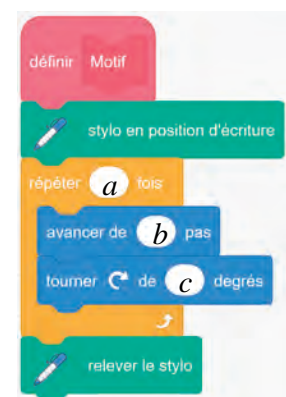 définir Motif
stylo en position d'écriture
répéter a fois
avancer de b pas
tourner de c degrés
relever le stylo